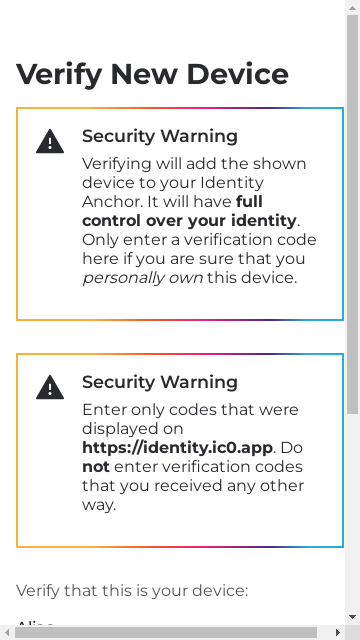 Verify New Device
Security Warning
Verifying will add the shown
device to your Identity
Anchor. It will have full
control over your identity.
Only enter a verification code
here if you are sure that you
personally own this device.
Security Warning
Enter only codes that were
displayed on
https://identity.ic0.app. Do
not enter verification codes
that you received any other
way.
Verify that this is your device: